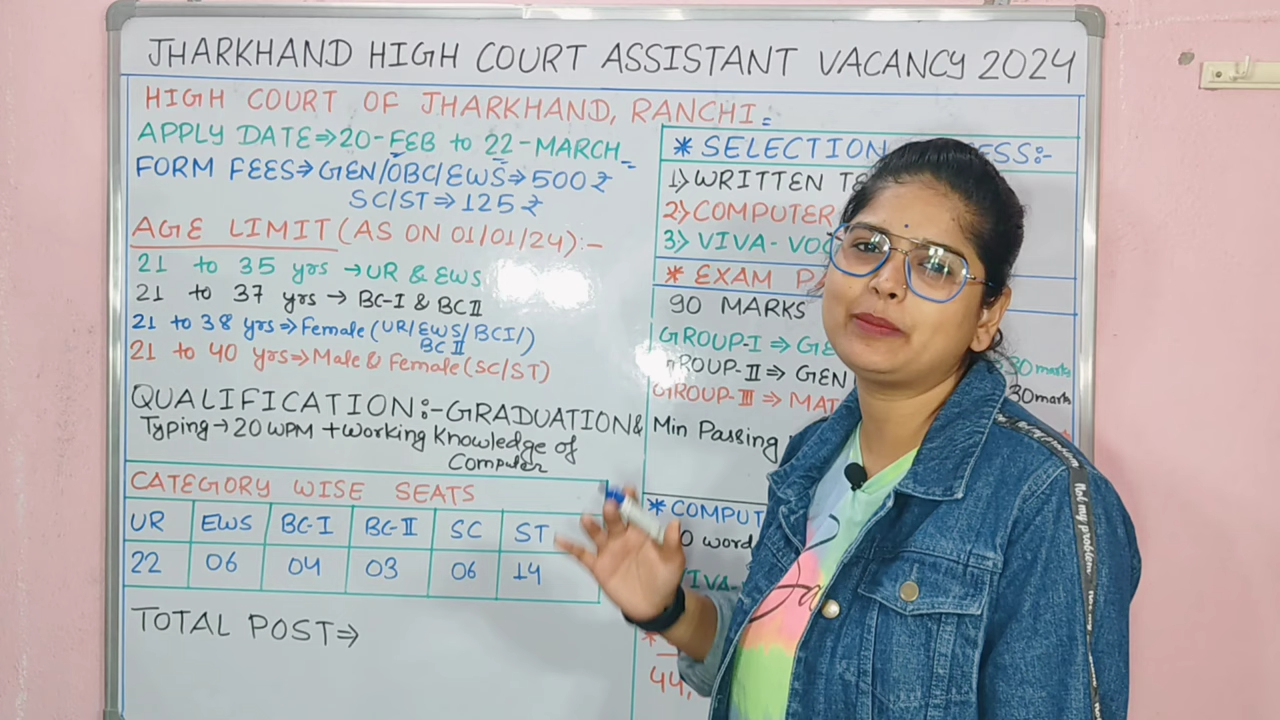 JHARKHAND HIGH COURT ASSISTANT VACANCY 2024
HIGH COURT OF JHARKHAND, RANCHI:
APPLY DATE⇒20-FEB to 22-MARCH
FORM FEES⇒GEN/OBC/EWS⇒500₹
SC/ST⇒125₹
AGE LIMIT (AS ON 01/01/24):-
21 to 35 yrs →UR & EWS
21 to 37 yrs → BC-I & BC II
21 to 38 yrs⇒Female (UR/EWS/BCI/)
BC II
21 to 40 yrs⇒Male & Female (SC/ST)
QUALIFICATION:-GRADUATION&
Typing→20 WPM +Working Knowledge of
Computer
CATEGORY WISE SEATS
UR EWS BC-I BC-II SC ST
22 06 04 03 06 14
TOTAL POST⇒
* SELECTION
1) WRITTEN
2) COMPUTER
3) VIVA-
* EXAM
90 MARKS
GROUP-I ⇒ 30 marks
GROUP-II ⇒ GEN 30 marks
GROUP-III ⇒ MAT
Min Passing
*
word
44,
Not my problem